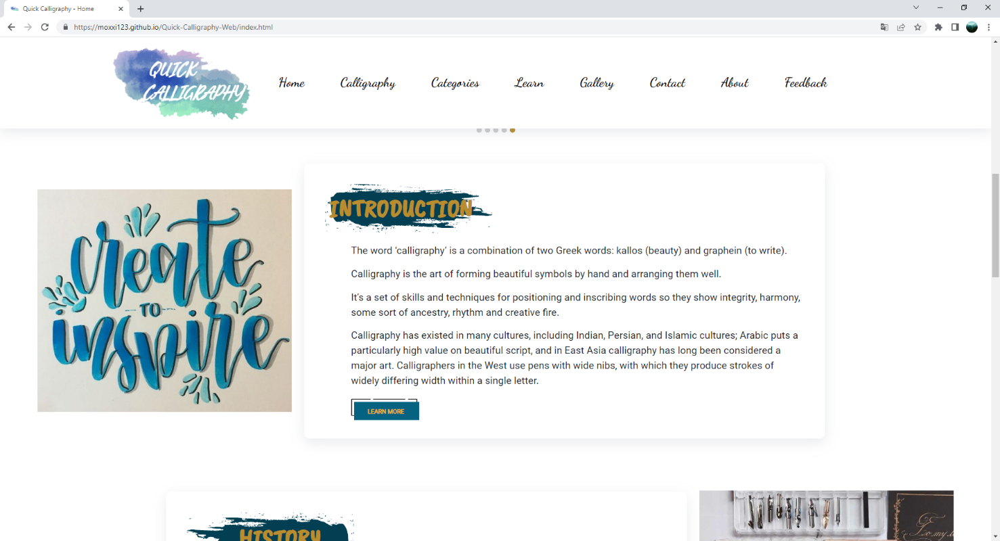 Quick Calligraphy - Home
https://moxxi123.github.io/Quick-Calligraphy-Web/index.html
QUICK
CALLIGRAPHY
Home Calligraphy Categories Learn Gallery Contact About Feedback
create
TO
inspire
INTRODUCTION
The word ‘calligraphy’ is a combination of two Greek words: kallos (beauty) and graphein (to write).
Calligraphy is the art of forming beautiful symbols by hand and arranging them well.
It’s a set of skills and techniques for positioning and inscribing words so they show integrity, harmony,
some sort of ancestry, rhythm and creative fire.
Calligraphy has existed in many cultures, including Indian, Persian, and Islamic cultures; Arabic puts a
particularly high value on beautiful script, and in East Asia calligraphy has long been considered a
major art. Calligraphers in the West use pens with wide nibs, with which they produce strokes of
widely differing width within a single letter.
LEARN MORE
HISTORY